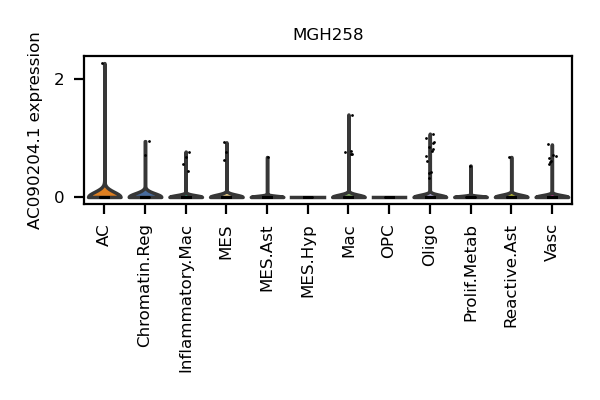 MGH258
AC090204.1 expression
2
0
AC
Chromatin.Reg
Inflammatory.Mac
MES
MES.Ast
MES.Hyp
Mac
OPC
Oligo
Prolif.Metab
Reactive.Ast
Vasc